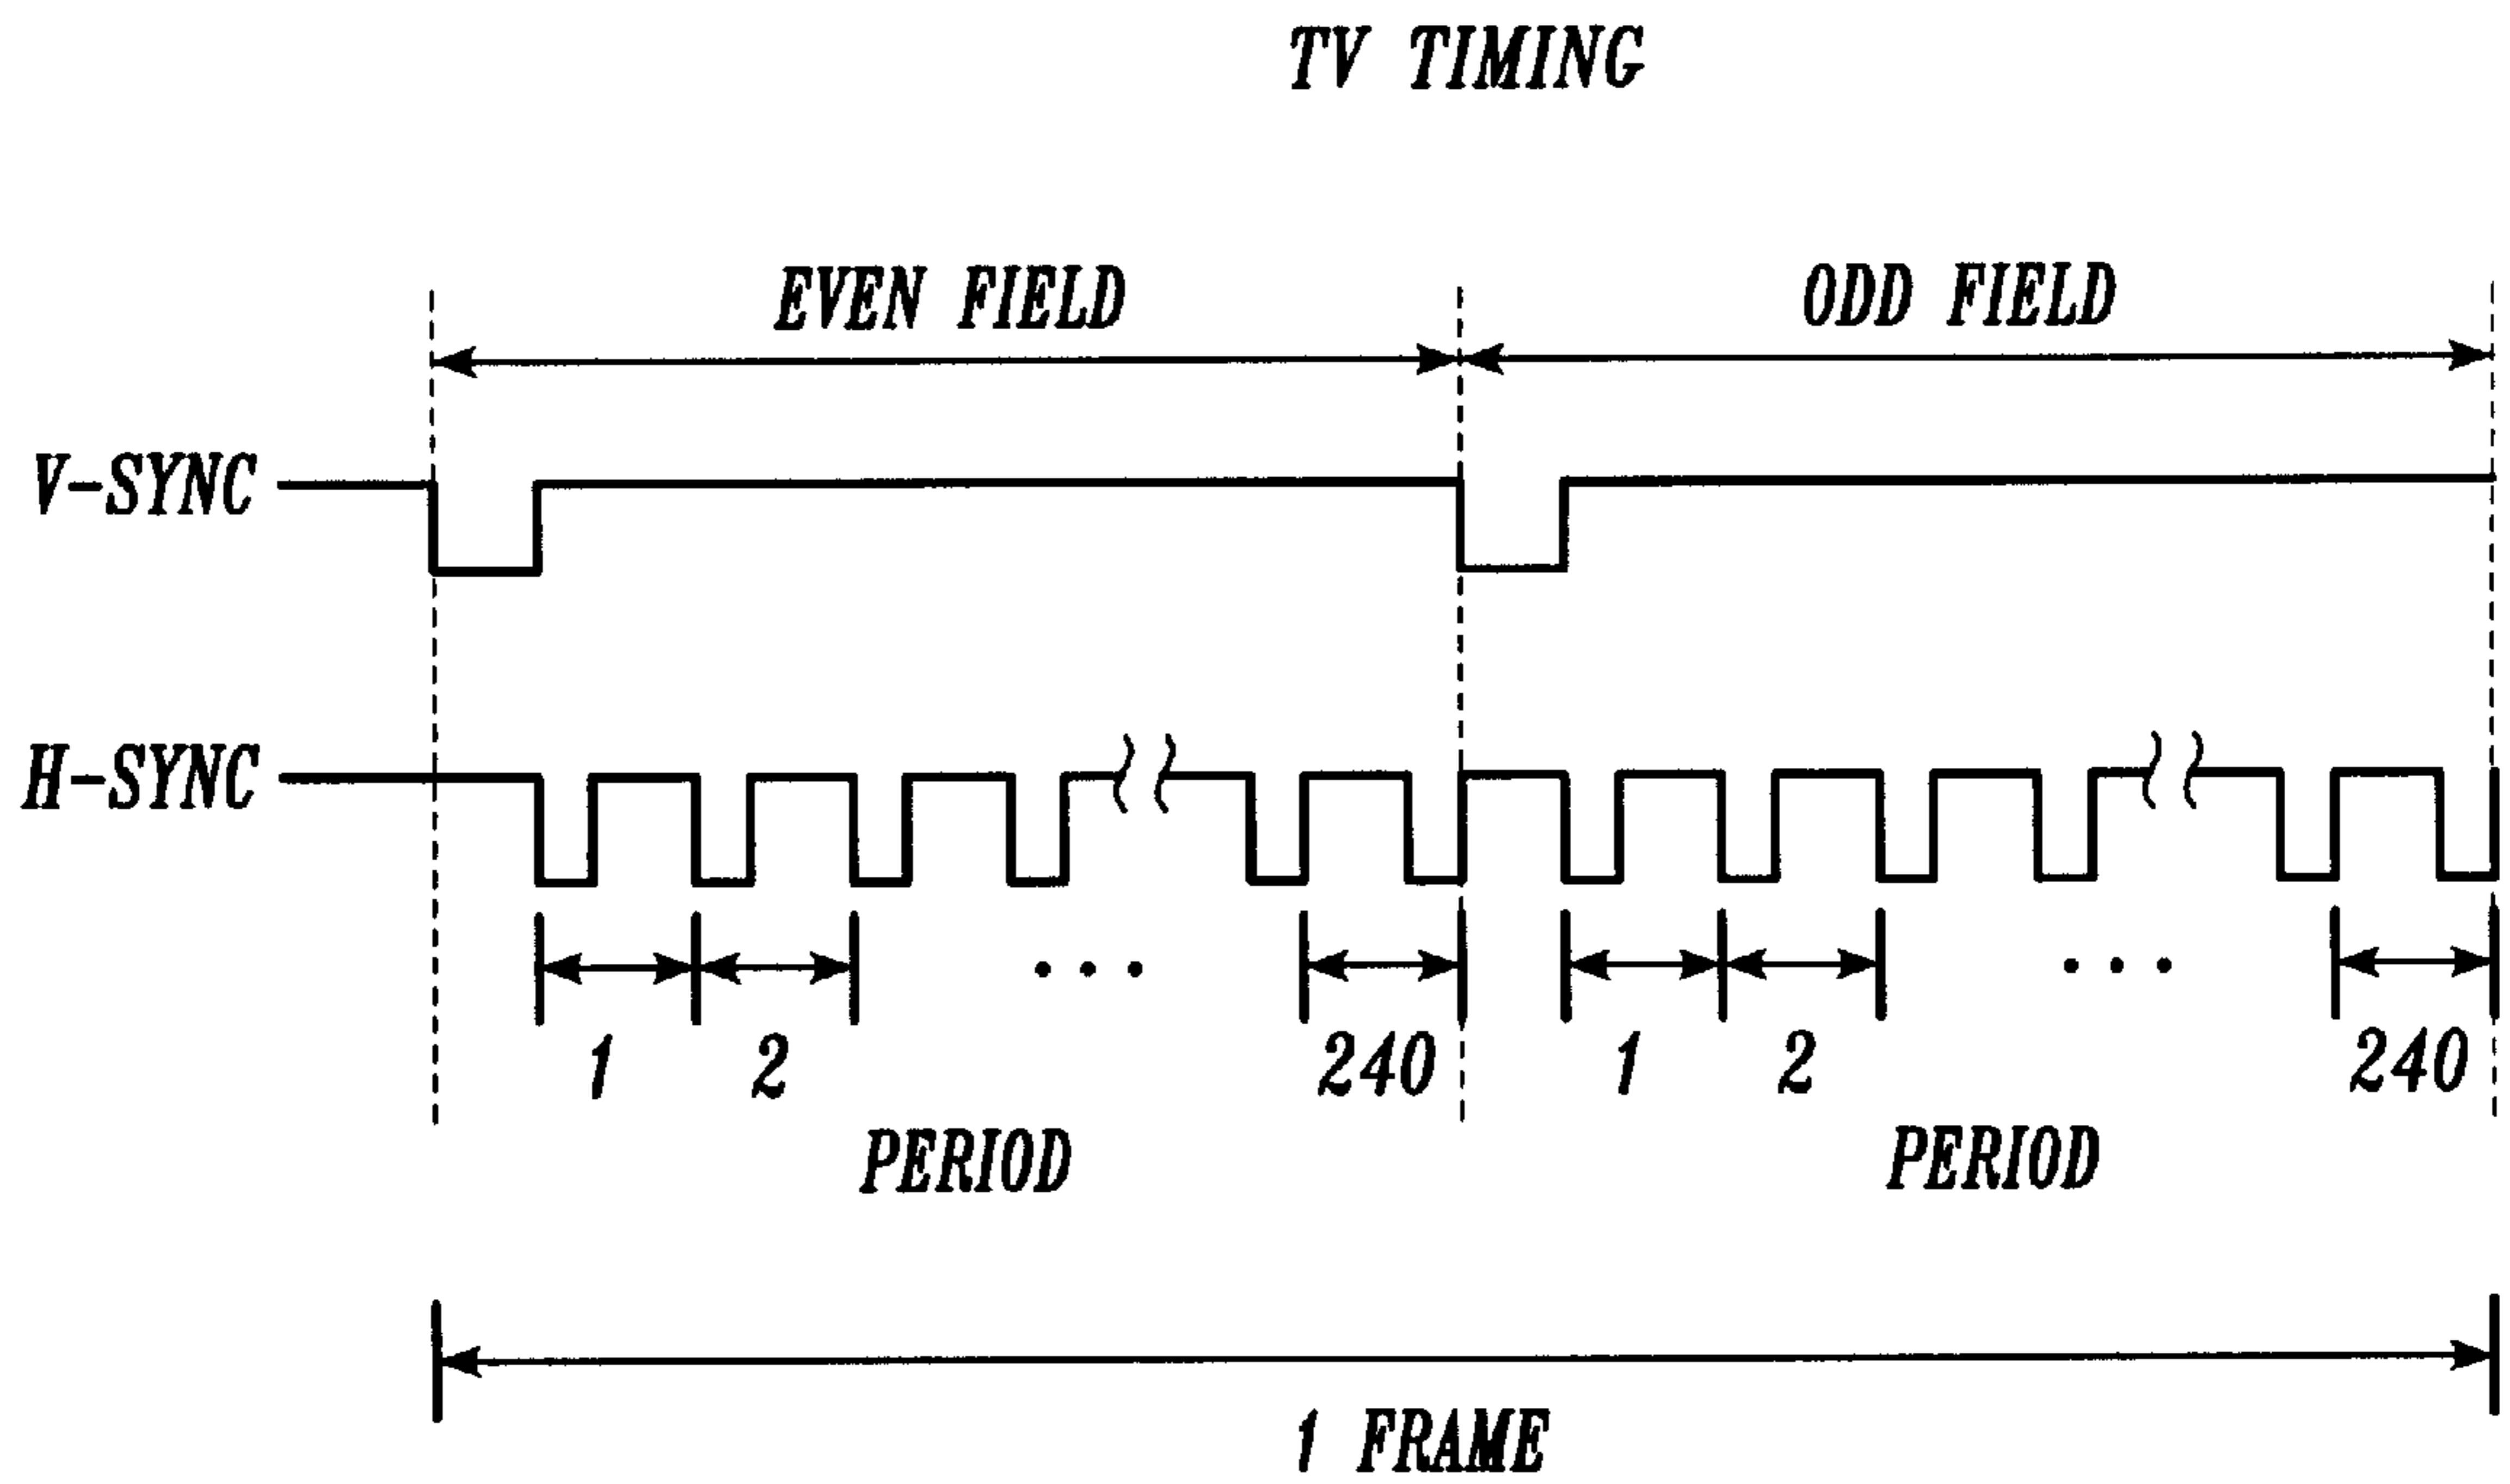 TV TIMING
EVEN FIELD
ODD FIELD
V-SYNC
H-SYNC
1 2 ... 240 1 2 ... 240
PERIOD PERIOD
1 FRAME